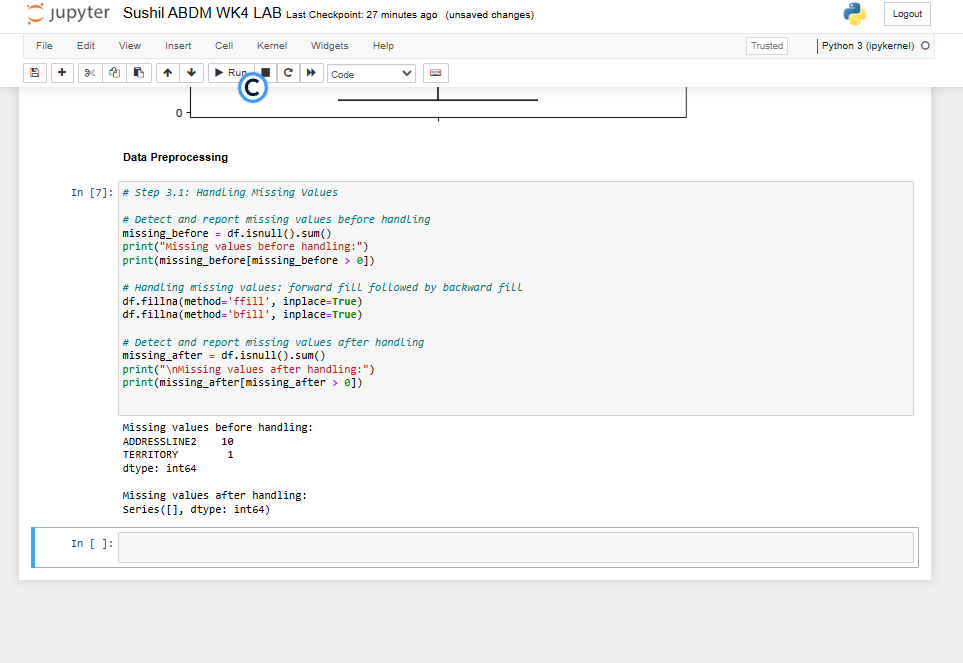 jupyter Sushil ABDM WK4 LAB Last Checkpoint: 27 minutes ago (unsaved changes)
Logout
File Edit View Insert Cell Kernel Widgets Help
Trusted
Python 3 (ipykernel)
Run
Code
C
0
Data Preprocessing
In [7]:
# Step 3.1: Handling Missing Values
# Detect and report missing values before handling
missing_before = df.isnull().sum()
print("Missing values before handling:")
print(missing_before[missing_before > 0])
# Handling missing values: forward fill followed by backward fill
df.fillna(method='ffill', inplace=True)
df.fillna(method='bfill', inplace=True)
# Detect and report missing values after handling
missing_after = df.isnull().sum()
print("\nMissing values after handling:")
print(missing_after[missing_after > 0])
Missing values before handling:
ADDRESSLINE2    10
TERRITORY        1
dtype: int64
Missing values after handling:
Series([], dtype: int64)
In [ ]: